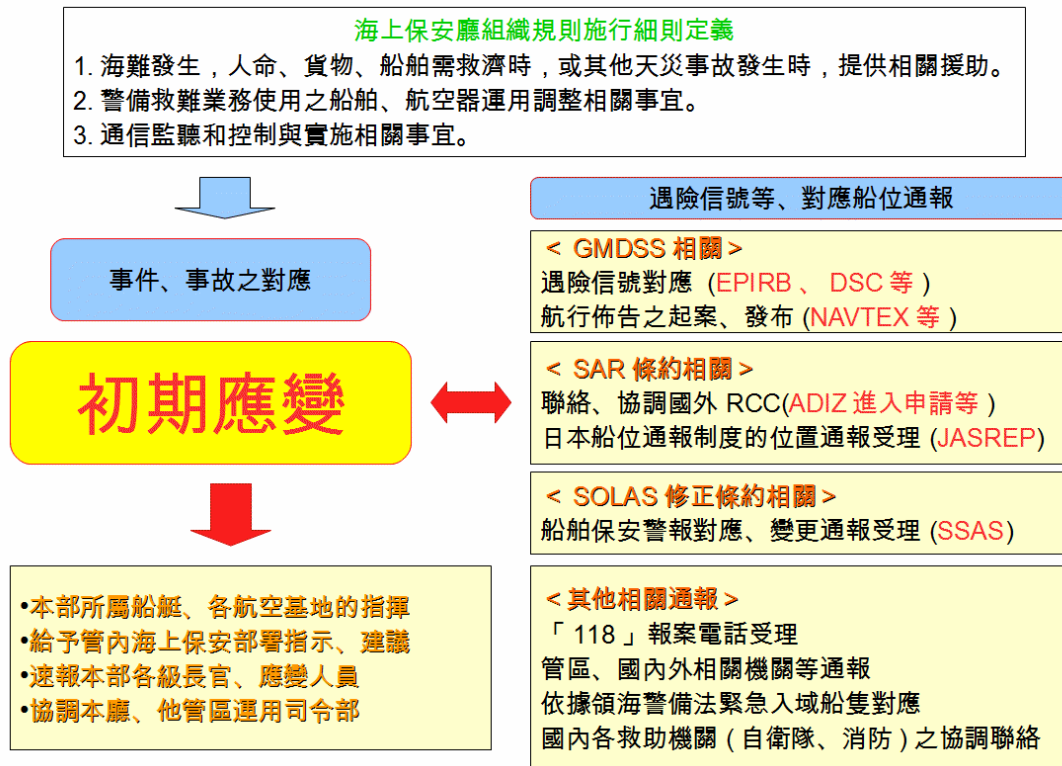 海上保安廳組織規則施行細則定義
1. 海難發生，人命、貨物、船舶需救濟時，或其他天災事故發生時，提供相關援助。
2. 警備救難業務使用之船舶、航空器運用調整相關事宜。
3. 通信監聽和控制與實施相關事宜。
事件、事故之對應
初期應變
•本部所屬船艇、各航空基地的指揮
•給予管內海上保安部署指示、建議
•速報本部各級長官、應變人員
•協調本廳、他管區運用司令部
遇險信號等、對應船位通報
< GMDSS 相關 >
遇險信號對應 (EPIRB 、 DSC 等 )
航行佈告之起案、發布 (NAVTEX 等 )
< SAR 條約相關 >
聯絡、協調國外 RCC(ADIZ 進入申請等 )
日本船位通報制度的位置通報受理 (JASREP)
< SOLAS 修正條約相關 >
船舶保安警報對應、變更通報受理 (SSAS )
< 其他相關通報 >
「 118 」報案電話受理
管區、國內外相關機關等通報
依據領海警備法緊急入域船隻對應
國內各救助機關 ( 自衛隊、消防 ) 之協調聯絡